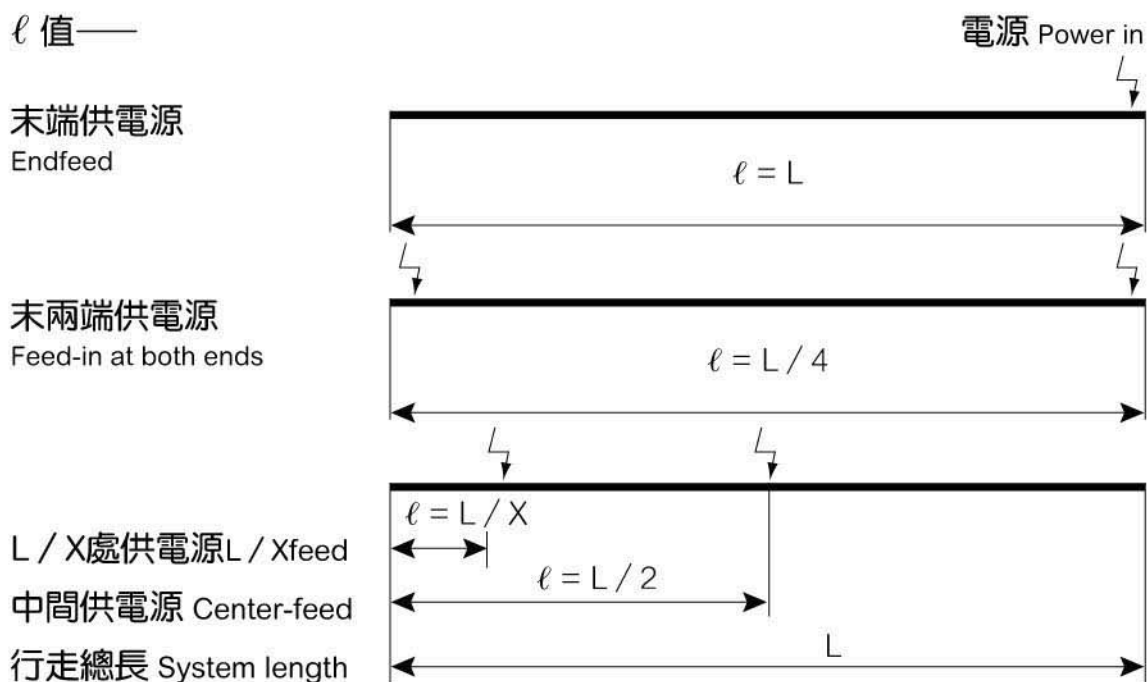 ℓ 值——
電源 Power in
末端供電源
Endfeed
ℓ = L
末兩端供電源
Feed-in at both ends
ℓ = L / 4
ℓ = L / X
L / X處供電源L / Xfeed
ℓ = L / 2
中間供電源 Center-feed
L
行走總長 System length